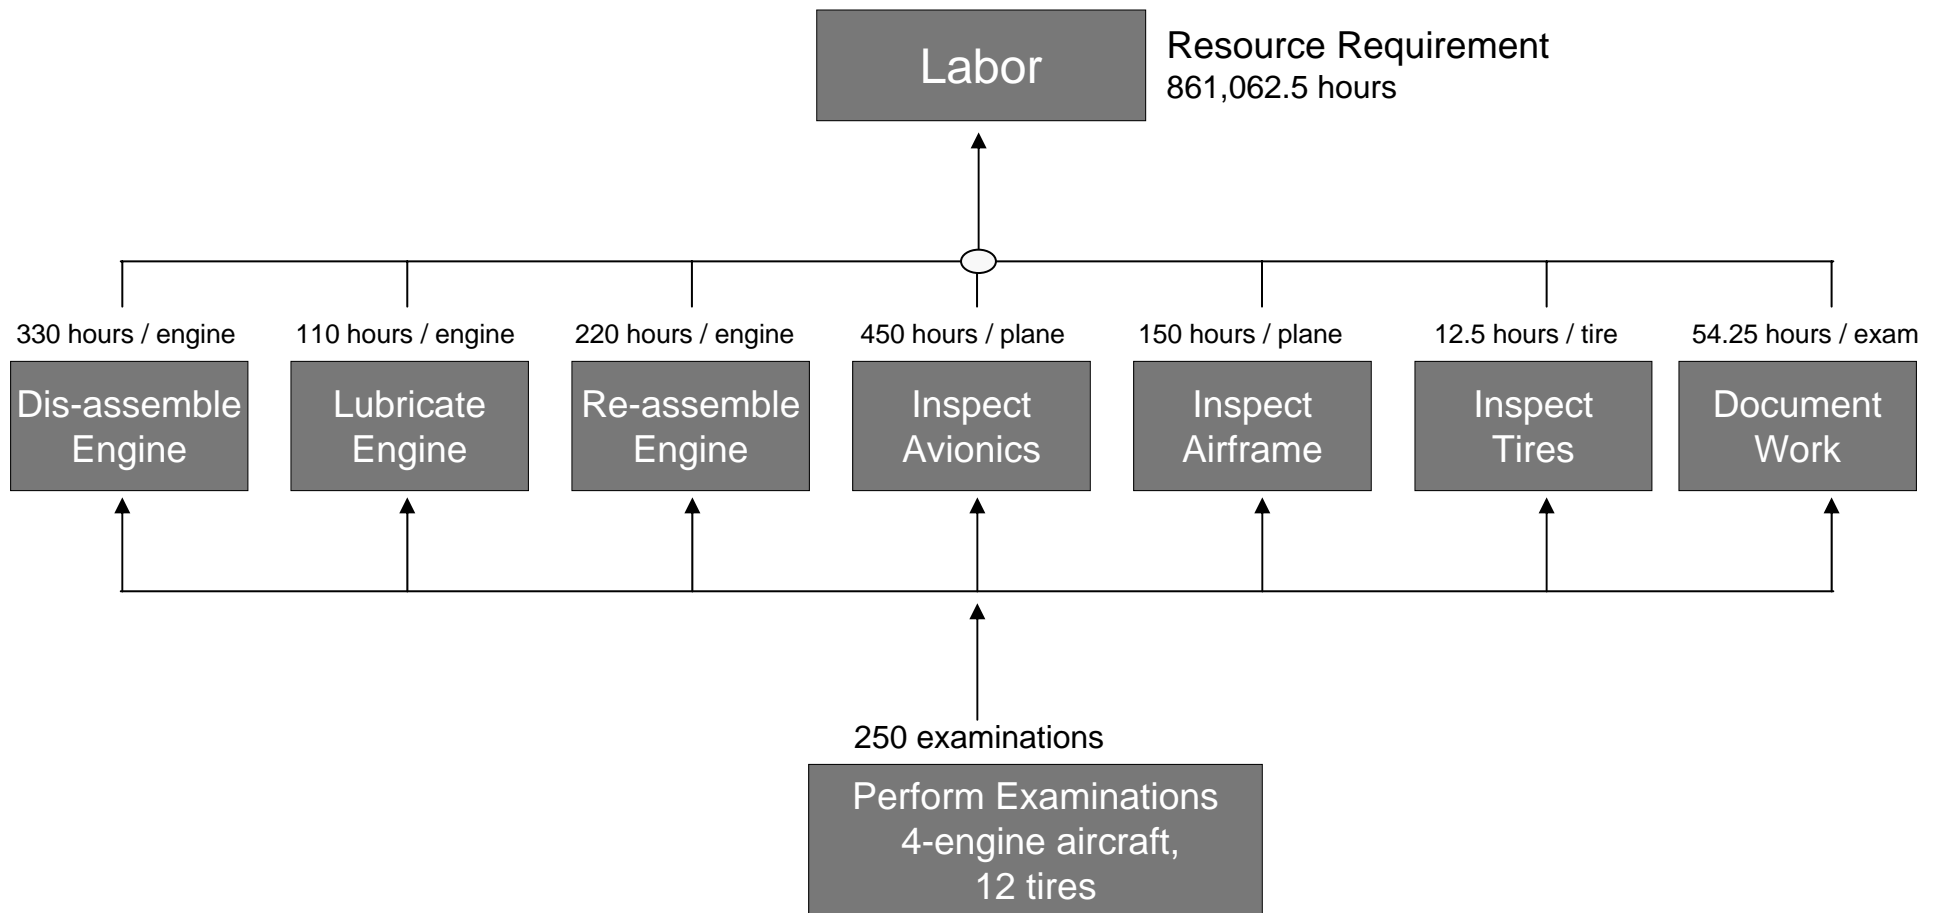 Labor
Resource Requirement
861,062.5 hours
330 hours / engine
110 hours / engine
220 hours / engine
450 hours / plane
150 hours / plane
12.5 hours / tire
54.25 hours / exam
Dis-assemble
Engine
Lubricate
Engine
Re-assemble
Engine
Inspect
Avionics
Inspect
Airframe
Inspect
Tires
Document
Work
250 examinations
Perform Examinations
4-engine aircraft,
12 tires